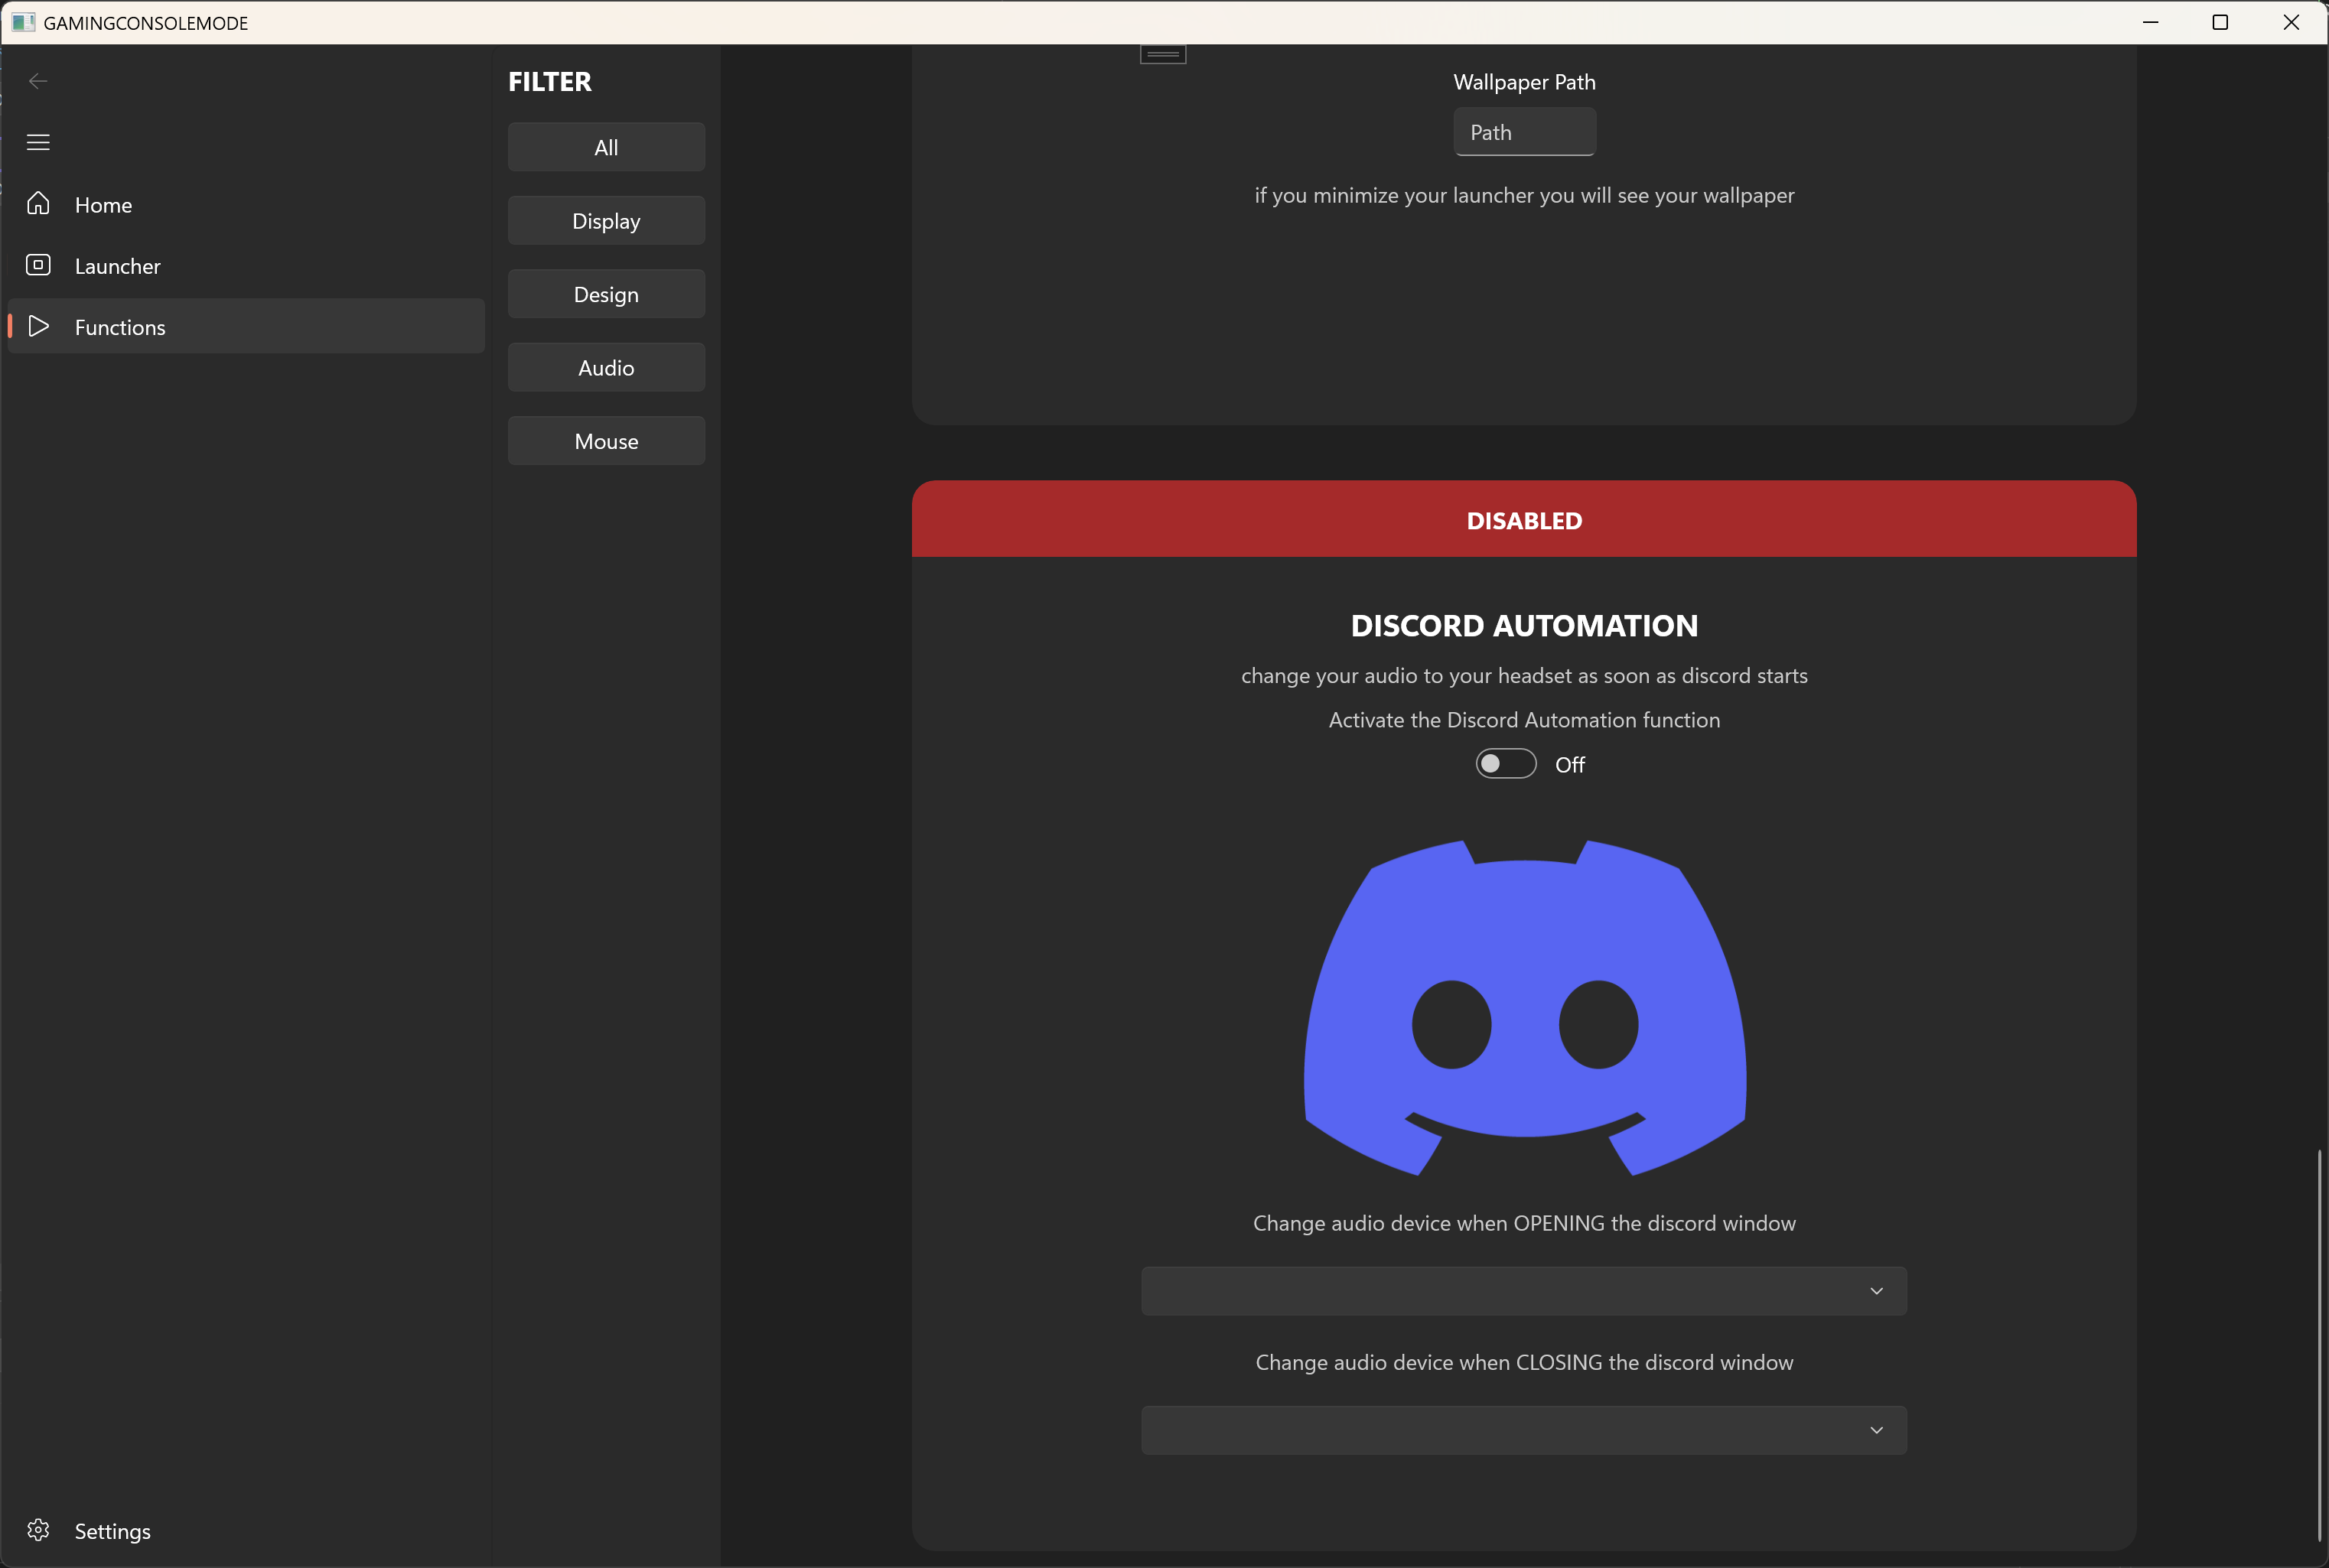 GAMINGCONSOLEMODE
Home
Launcher
Functions
Settings
FILTER
All
Display
Design
Audio
Mouse
Wallpaper Path
Path
if you minimize your launcher you will see your wallpaper
DISABLED
DISCORD AUTOMATION
change your audio to your headset as soon as discord starts
Activate the Discord Automation function
Off
Change audio device when OPENING the discord window
Change audio device when CLOSING the discord window